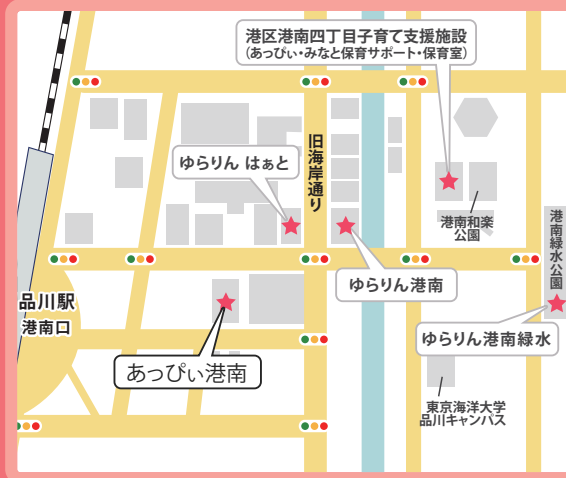 港区港南四丁目子育て支援施設
(あっぴぃ・みなと保育サポート・保育室)
旧海岸通り
ゆらりん はぁと
港南和楽
公園
港南緑水公園
ゆらりん港南
品川駅
港南口
ゆらりん港南緑水
あっぴぃ港南
東京海洋大学
品川キャンパス